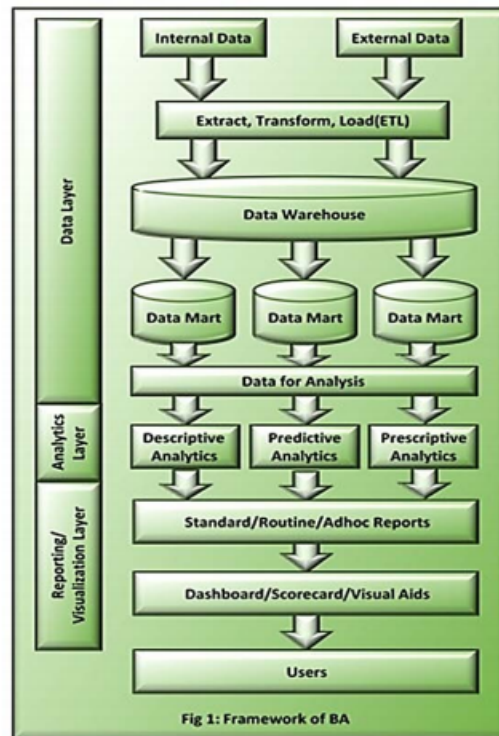 Internal Data
External Data
Extract, Transform, Load(ETL)
Data Warehouse
Data Mart
Data Mart
Data Mart
Data for Analysis
Descriptive
Analytics
Predictive
Analytics
Prescriptive
Analytics
Standard/Routine/Adhoc Reports
Dashboard/Scorecard/Visual Aids
Users
Data Layer
Analytics
Layer
Reporting/
Visualization Layer
Fig 1: Framework of BA